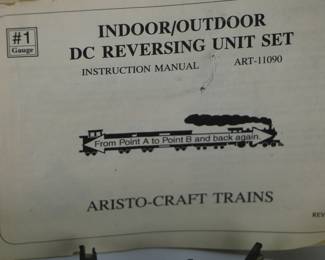 #1
Gauge
INDOOR/OUTDOOR
DC REVERSING UNIT SET
INSTRUCTION MANUAL ART-11090
From Point A to Point B and back again.
ARISTO-CRAFT TRAINS
REV